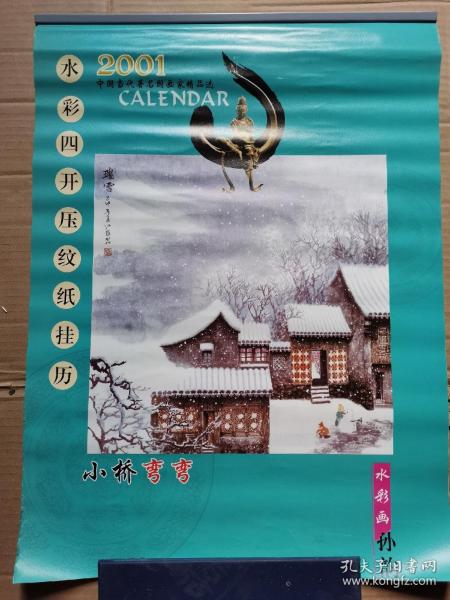 2001
中国当代著名国画家精品选
CALENDAR
水彩四开压纹纸挂历
瑞雪
小桥弯弯
水彩画
孙
孔夫子旧书网
www.kongfz.com